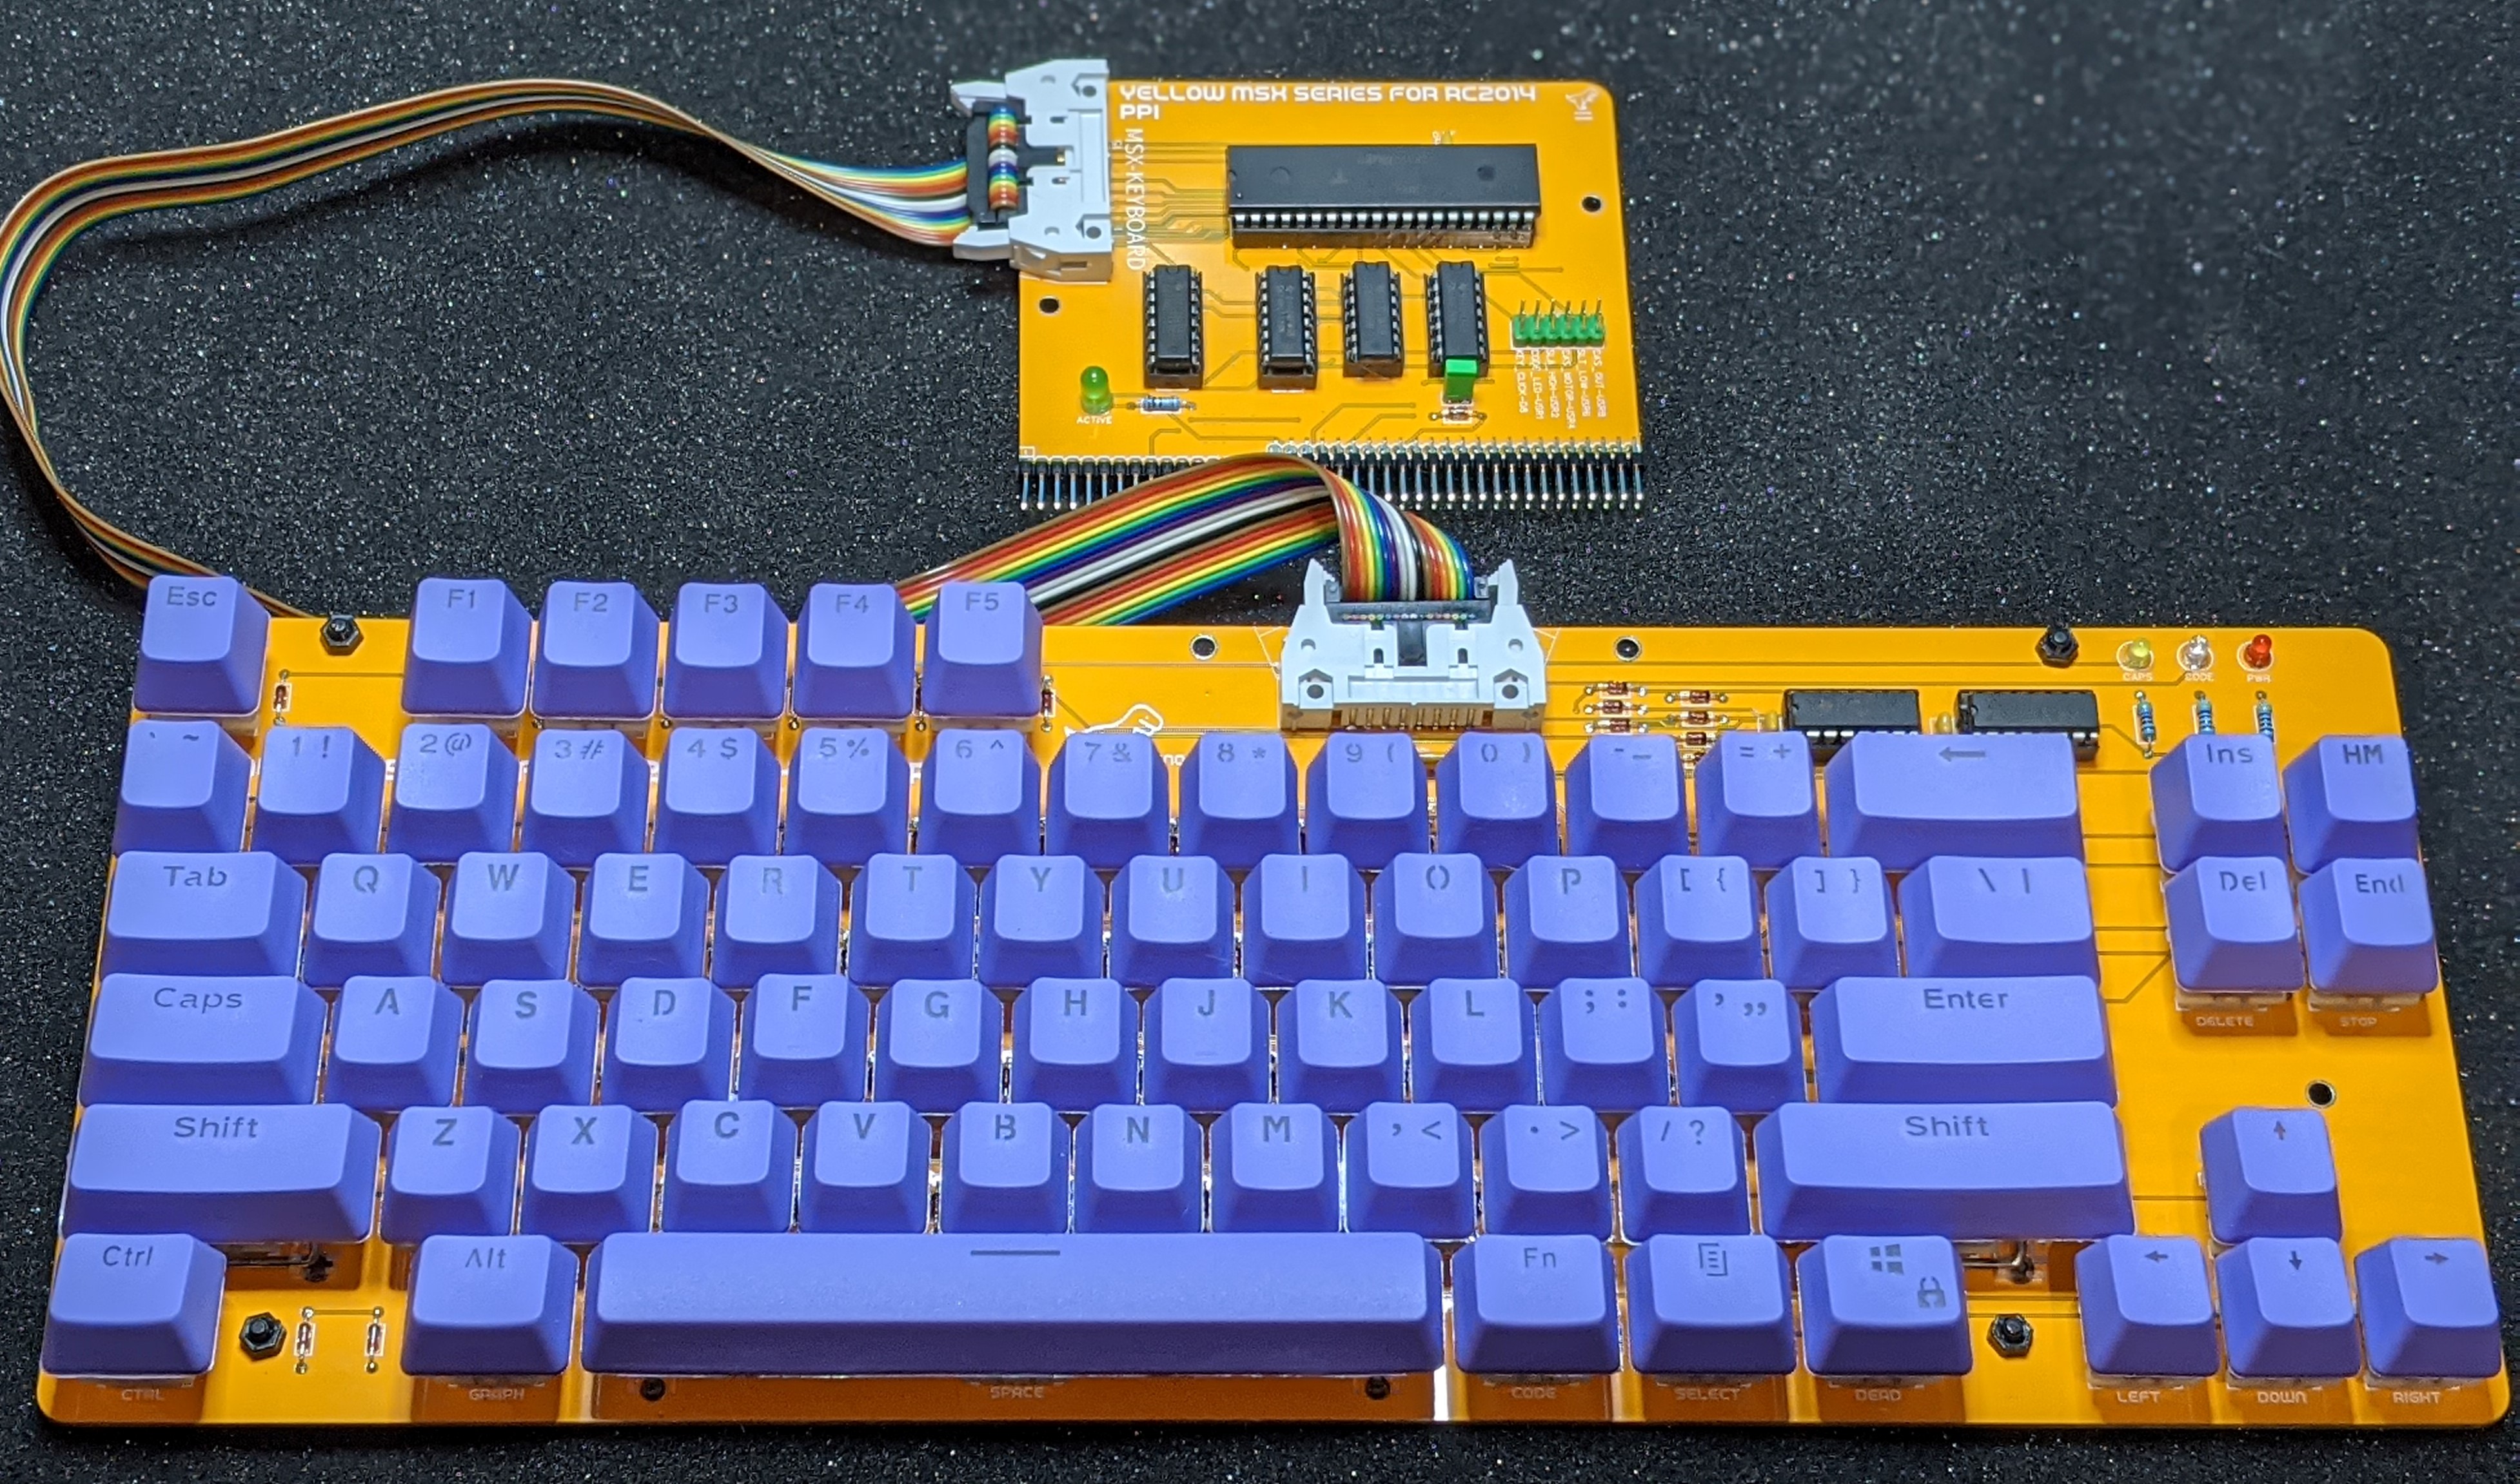 YELLOW MSX SERIES FOR RC2014
PPI
MSX-KEYBOARD
ACTIVE
Esc F1 F2 F3 F4 F5
CAPS CODE PWR
` ~ 1 ! 2 @ 3 # 4 $ 5 % 6 ^ 7 & 8 * 9 ( 0 ) - _ = + ← Ins HM
Tab Q W E R T Y U I O P [ { ] } \ | Del End
Caps A S D F G H J K L ; : ' " Enter
DELETE STOP
Shift Z X C V B N M , < . > / ? Shift ↑
Ctrl Alt Fn ← ↓ →
CTRL GRAPH SPACE CODE SELECT DEAD LEFT DOWN RIGHT